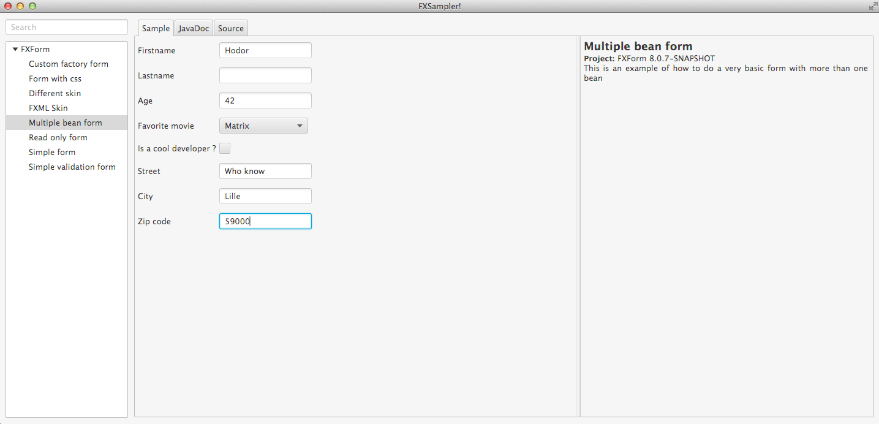 FXSampler!
Search
FXForm
Custom factory form
Form with css
Different skin
FXML Skin
Multiple bean form
Read only form
Simple form
Simple validation form
Sample JavaDoc Source
Firstname Hodor
Lastname
Age 42
Favorite movie Matrix
Is a cool developer ?
Street Who know
City Lille
Zip code 59000
Multiple bean form
Project: FXForm 8.0.7-SNAPSHOT
This is an example of how to do a very basic form with more than one
bean